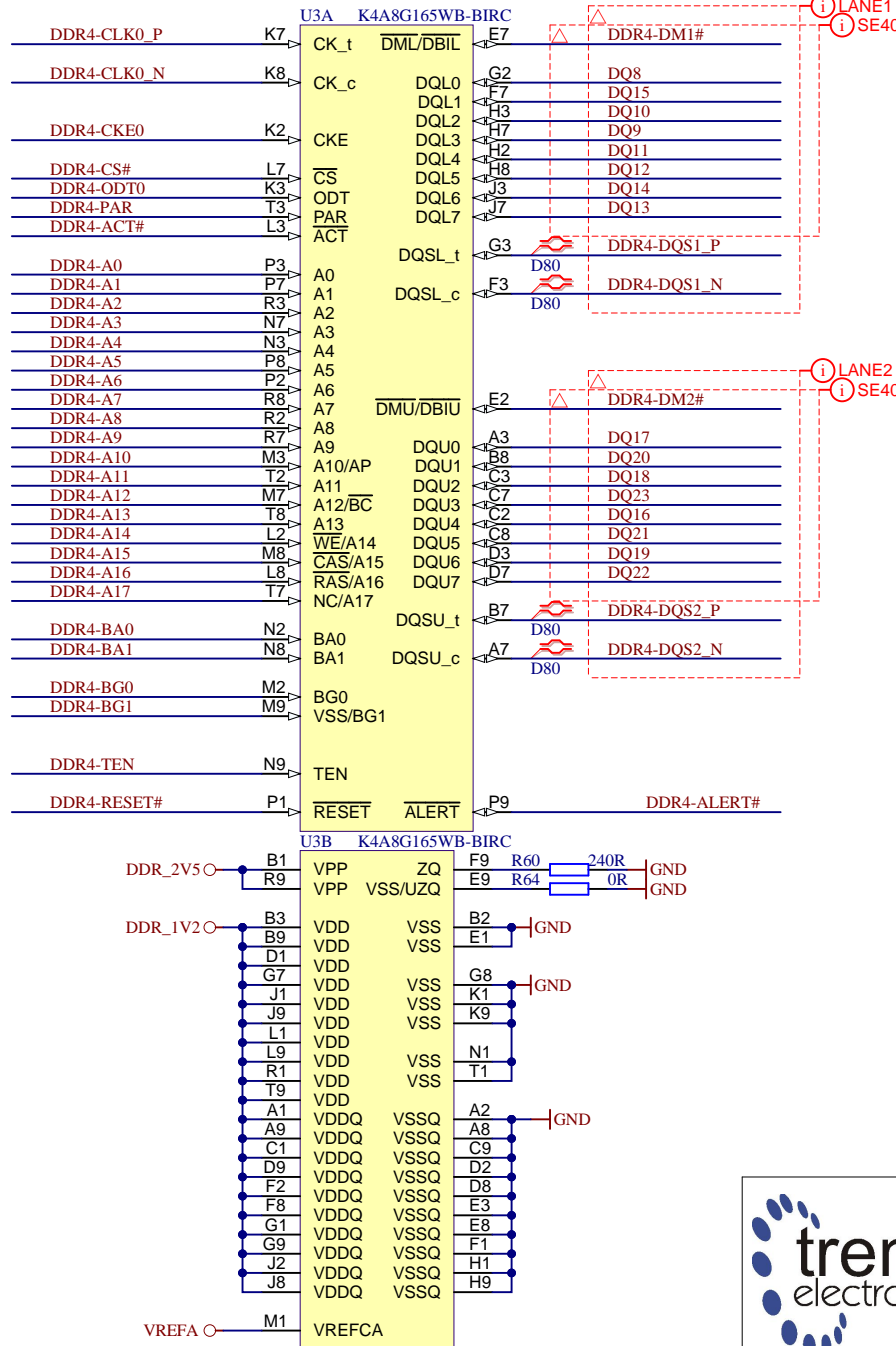 U3A K4A8G165WB-BIRC
LANE1
DDR4-CLK0_P K7 CK_t DML/DBIL E7 DDR4-DM1# SE40
DDR4-CLK0_N K8 CK_c DQL0 G2 DQ8
DQL1 F7 DQ15
DQL2 H3 DQ10
DDR4-CKE0 K2 CKE DQL3 H7 DQ9
DQL4 H2 DQ11
DDR4-CS# L7 CS DQL5 H8 DQ12
DDR4-ODT0 K3 ODT DQL6 J3 DQ14
DDR4-PAR T3 PAR DQL7 J7 DQ13
DDR4-ACT# L3 ACT
DQSL_t G3 D80 DDR4-DQS1_P
DDR4-A0 P3 A0
DDR4-A1 P7 A1 DQSL_c F3 D80 DDR4-DQS1_N
DDR4-A2 R3 A2
DDR4-A3 N7 A3
DDR4-A4 N3 A4
DDR4-A5 P8 A5 LANE2
DDR4-A6 P2 A6 SE40
DDR4-A7 R8 A7 DMU/DBIU E2 DDR4-DM2#
DDR4-A8 R2 A8
DDR4-A9 R7 A9 DQU0 A3 DQ17
DDR4-A10 M3 A10/AP DQU1 B8 DQ20
DDR4-A11 T2 A11 DQU2 C3 DQ18
DDR4-A12 M7 A12/BC DQU3 C7 DQ23
DDR4-A13 T8 A13 DQU4 C2 DQ16
DDR4-A14 L2 WE/A14 DQU5 C8 DQ21
DDR4-A15 M8 CAS/A15 DQU6 D3 DQ19
DDR4-A16 L8 RAS/A16 DQU7 D7 DQ22
DDR4-A17 T7 NC/A17
DQSU_t B7 D80 DDR4-DQS2_P
DDR4-BA0 N2 BA0
DDR4-BA1 N8 BA1 DQSU_c A7 D80 DDR4-DQS2_N
DDR4-BG0 M2 BG0
DDR4-BG1 M9 VSS/BG1
DDR4-TEN N9 TEN
DDR4-RESET# P1 RESET ALERT P9 DDR4-ALERT#
U3B K4A8G165WB-BIRC
DDR_2V5 B1 VPP ZQ F9 R60 240R GND
R9 VPP VSS/UZQ E9 R64 0R GND
DDR_1V2 B3 VDD VSS B2 GND
B9 VDD VSS E1
D1 VDD
G7 VDD VSS G8 GND
J1 VDD VSS K1
J9 VDD VSS K9
L1 VDD
L9 VDD VSS N1
R1 VDD VSS T1
T9 VDD
A1 VDDQ VSSQ A2 GND
A9 VDDQ VSSQ A8
C1 VDDQ VSSQ C9
D9 VDDQ VSSQ D2
F2 VDDQ VSSQ D8
F8 VDDQ VSSQ E3
G1 VDDQ VSSQ E8
G9 VDDQ VSSQ F1
J2 VDDQ VSSQ H1
J8 VDDQ VSSQ H9
VREFA M1 VREFCA
tren
electro